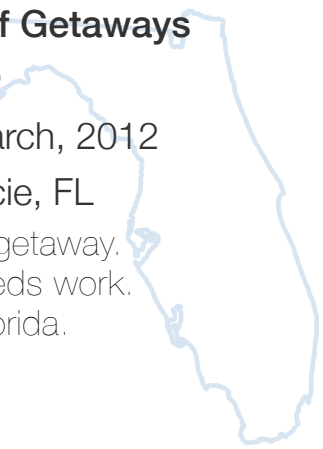 f Getaways
arch, 2012
cie, FL
getaway.
eds work.
orida.